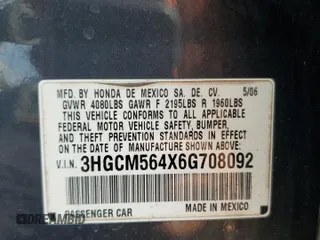 MFD. BY HONDA DE MEXICO SA. DE. CV. 5/06
GVWR 4080LBS GAWR F 2195LBS R 1960LBS
THIS VEHICLE CONFORMS TO ALL APPLICABLE
FEDERAL MOTOR VEHICLE SAFETY, BUMPER,
AND THEFT PREVENTION STANDARDS IN EFFECT
ON THE DATE OF MANUFACTURE SHOWN ABOVE.
V.I.N. 3HGCM564X6G708092
PASSENGER CAR MADE IN MEXICO
DREAMBID